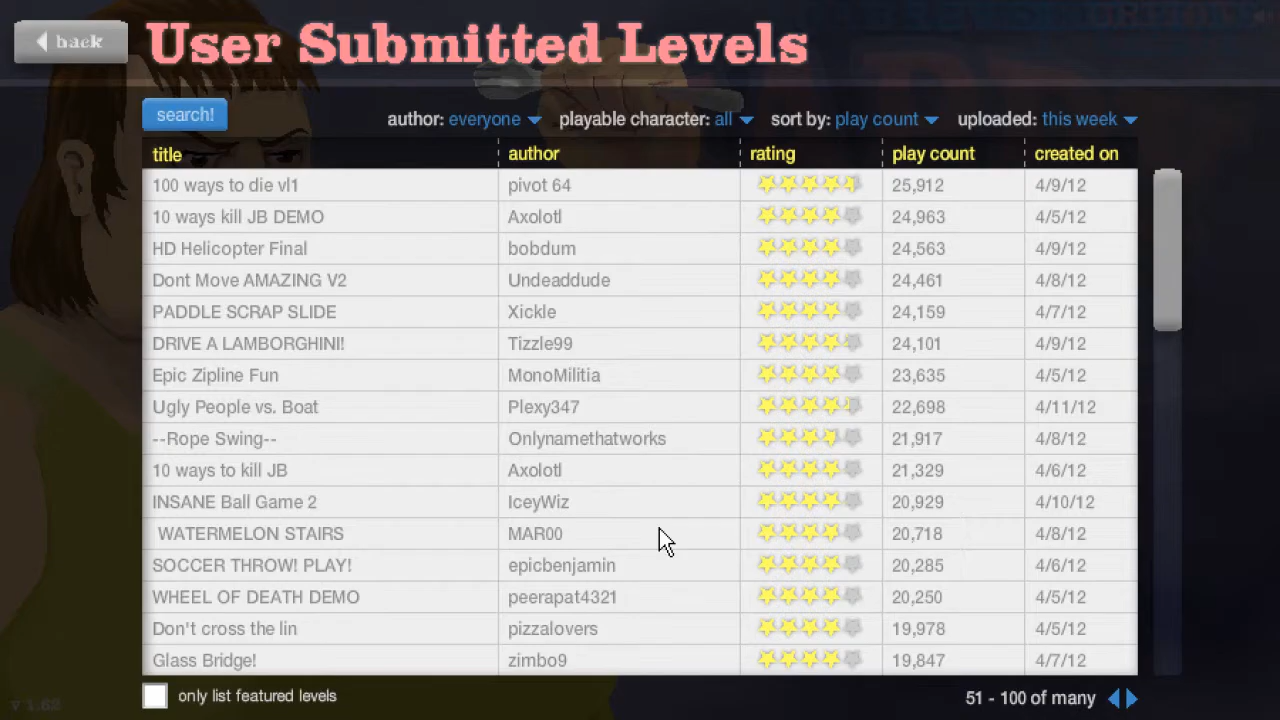 back
User Submitted Levels
search!
author: everyone playable character: all sort by: play count uploaded: this week
title author rating play count created on
100 ways to die vl1 pivot 64 25,912 4/9/12
10 ways kill JB DEMO Axolotl 24,963 4/5/12
HD Helicopter Final bobdum 24,563 4/9/12
Dont Move AMAZING V2 Undeaddude 24,461 4/8/12
PADDLE SCRAP SLIDE Xickle 24,159 4/7/12
DRIVE A LAMBORGHINI! Tizzle99 24,101 4/9/12
Epic Zipline Fun MonoMilitia 23,635 4/5/12
Ugly People vs. Boat Plexy347 22,698 4/11/12
--Rope Swing-- Onlynamethatworks 21,917 4/8/12
10 ways to kill JB Axolotl 21,329 4/6/12
INSANE Ball Game 2 IceyWiz 20,929 4/10/12
WATERMELON STAIRS MAR00 20,718 4/8/12
SOCCER THROW! PLAY! epicbenjamin 20,285 4/6/12
WHEEL OF DEATH DEMO peerapat4321 20,250 4/5/12
Don't cross the lin pizzalovers 19,978 4/5/12
Glass Bridge! zimbo9 19,847 4/7/12
only list featured levels 51 - 100 of many
v 1.62